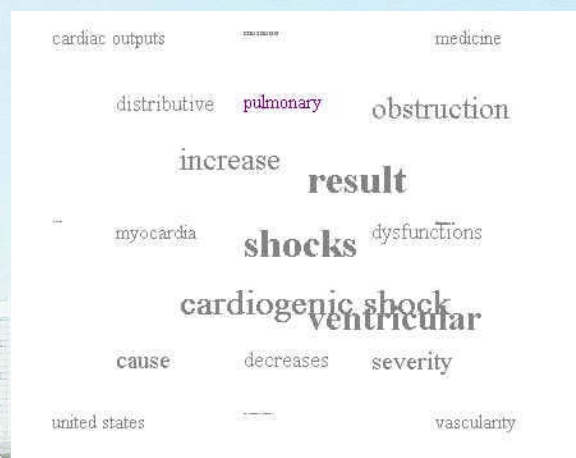 cardiac outputs medicine
distributive pulmonary obstruction
increase
result
myocardia dysfunctions
shocks
cardiogenic shock
ventricular
cause decreases severity
united states vascularity